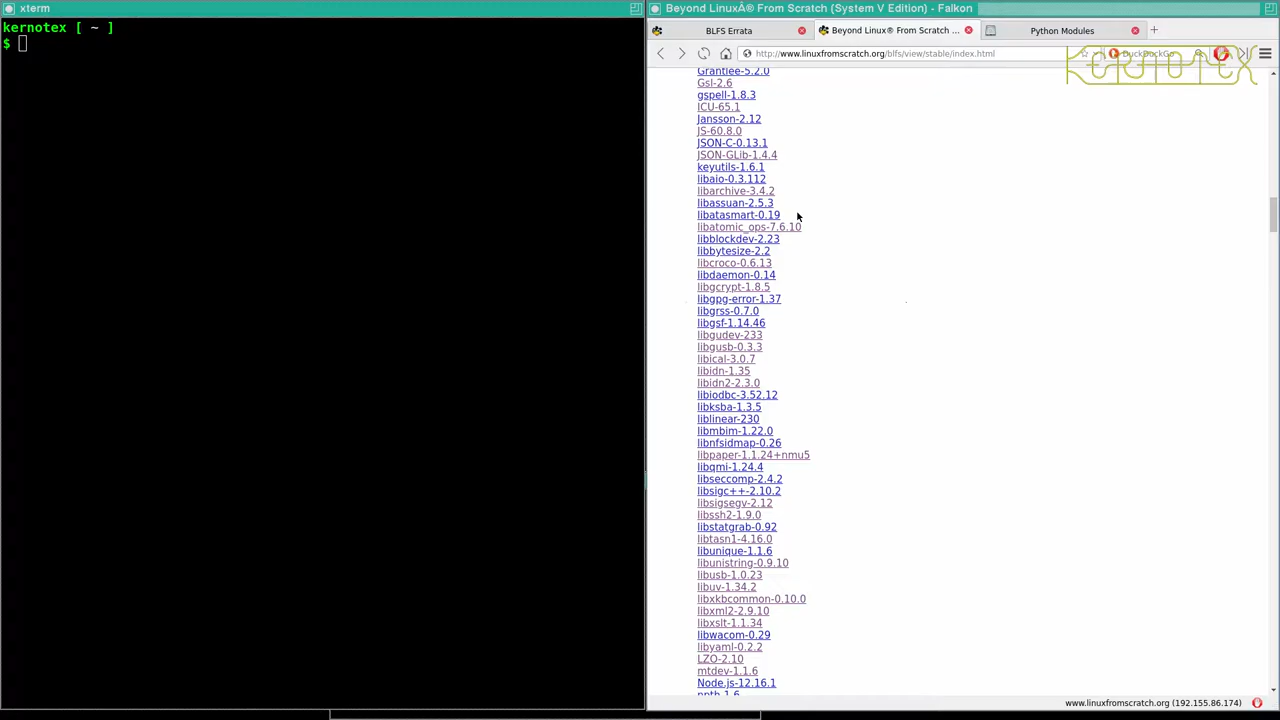 xterm
kernotex [ ~ ]
$
Beyond LinuxÂ® From Scratch (System V Edition) - Falkon
BLFS Errata
Beyond Linux® From Scratch ...
Python Modules
http://www.linuxfromscratch.org/blfs/view/stable/index.html
DuckDuckGo
KERNOTEX
Grantlee-5.2.0
Gsl-2.6
gspell-1.8.3
ICU-65.1
Jansson-2.12
JS-60.8.0
JSON-C-0.13.1
JSON-GLib-1.4.4
keyutils-1.6.1
libaio-0.3.112
libarchive-3.4.2
libassuan-2.5.3
libatasmart-0.19
libatomic_ops-7.6.10
libblockdev-2.23
libbytesize-2.2
libcroco-0.6.13
libdaemon-0.14
libgcrypt-1.8.5
libgpg-error-1.37
libgrss-0.7.0
libgsf-1.14.46
libgudev-233
libgusb-0.3.3
libical-3.0.7
libidn-1.35
libidn2-2.3.0
libiodbc-3.52.12
libksba-1.3.5
liblinear-230
libmbim-1.22.0
libnfsidmap-0.26
libpaper-1.1.24+nmu5
libqmi-1.24.4
libseccomp-2.4.2
libsigc++-2.10.2
libsigsegv-2.12
libssh2-1.9.0
libstatgrab-0.92
libtasn1-4.16.0
libunique-1.1.6
libunistring-0.9.10
libusb-1.0.23
libuv-1.34.2
libxkbcommon-0.10.0
libxml2-2.9.10
libxslt-1.1.34
libwacom-0.29
libyaml-0.2.2
LZO-2.10
mtdev-1.1.6
Node.js-12.16.1
npth-1.6
www.linuxfromscratch.org (192.155.86.174)